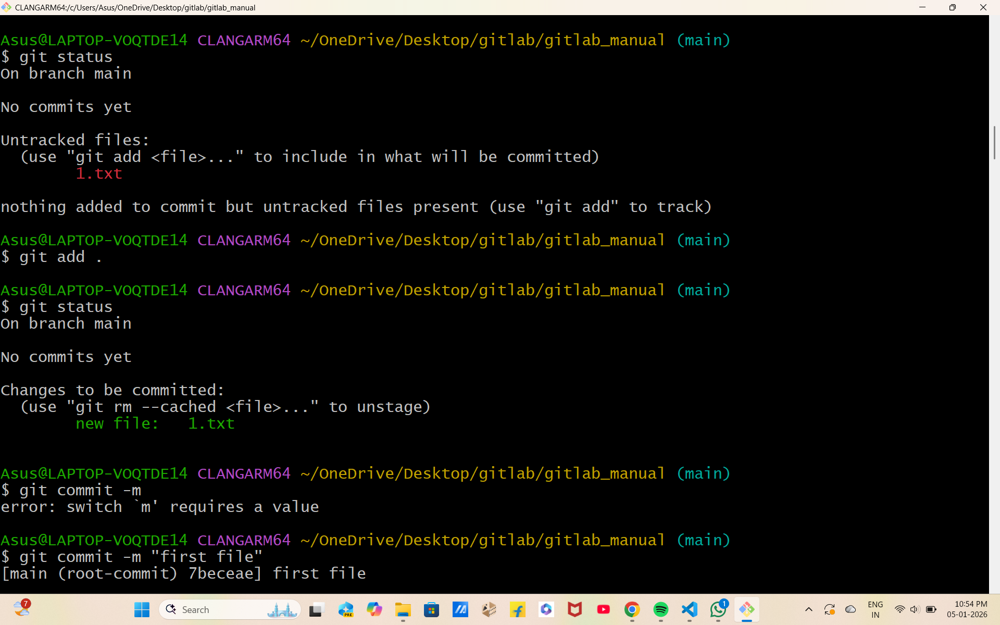 CLANGARM64:/c/Users/Asus/OneDrive/Desktop/gitlab/gitlab_manual
Asus@LAPTOP-VOQTDE14 CLANGARM64 ~/OneDrive/Desktop/gitlab/gitlab_manual (main)
$ git status
On branch main
No commits yet
Untracked files:
  (use "git add <file>..." to include in what will be committed)
        1.txt
nothing added to commit but untracked files present (use "git add" to track)
Asus@LAPTOP-VOQTDE14 CLANGARM64 ~/OneDrive/Desktop/gitlab/gitlab_manual (main)
$ git add .
Asus@LAPTOP-VOQTDE14 CLANGARM64 ~/OneDrive/Desktop/gitlab/gitlab_manual (main)
$ git status
On branch main
No commits yet
Changes to be committed:
  (use "git rm --cached <file>..." to unstage)
        new file:   1.txt
Asus@LAPTOP-VOQTDE14 CLANGARM64 ~/OneDrive/Desktop/gitlab/gitlab_manual (main)
$ git commit -m
error: switch `m' requires a value
Asus@LAPTOP-VOQTDE14 CLANGARM64 ~/OneDrive/Desktop/gitlab/gitlab_manual (main)
$ git commit -m "first file"
[main (root-commit) 7beceae] first file
7
Search
PRE
1
ENG
IN
10:54 PM
05-01-2026